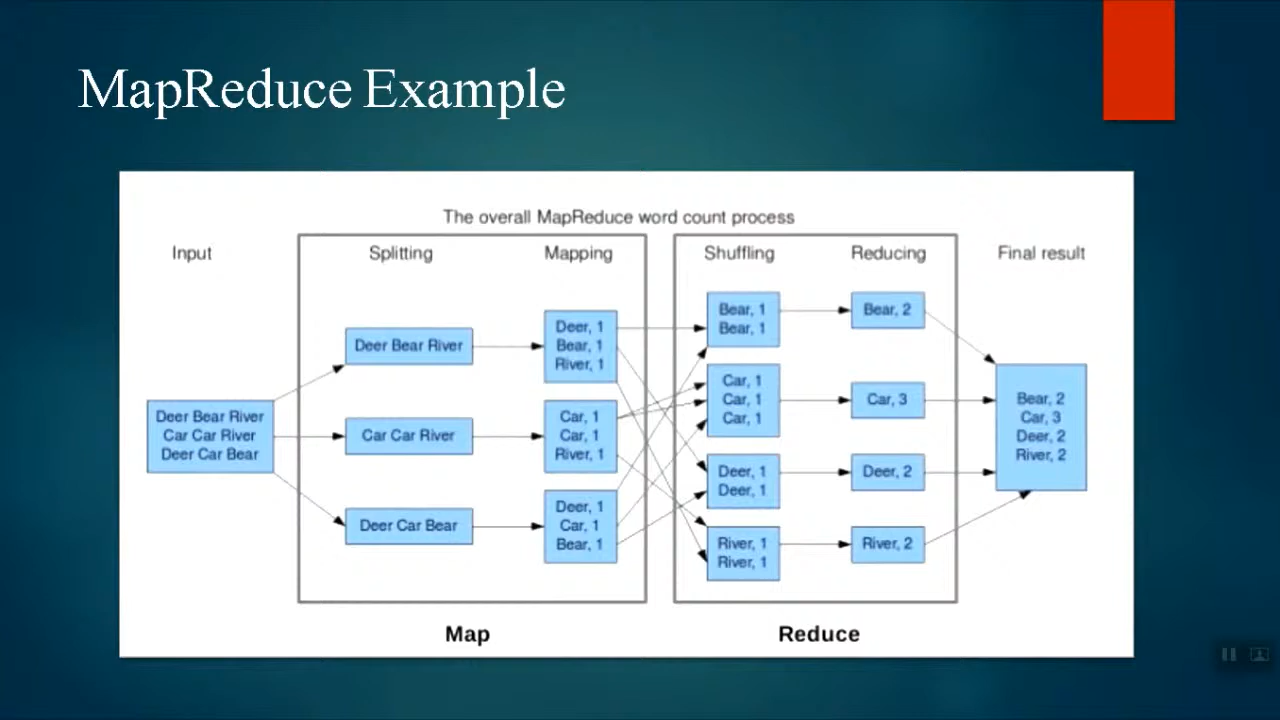 MapReduce Example
The overall MapReduce word count process
Input
Splitting
Mapping
Shuffling
Reducing
Final result
Deer Bear River
Car Car River
Deer Car Bear
Deer Bear River
Car Car River
Deer Car Bear
Deer, 1
Bear, 1
River, 1
Car, 1
Car, 1
River, 1
Deer, 1
Car, 1
Bear, 1
Bear, 1
Bear, 1
Car, 1
Car, 1
Car, 1
Deer, 1
Deer, 1
River, 1
River, 1
Bear, 2
Car, 3
Deer, 2
River, 2
Bear, 2
Car, 3
Deer, 2
River, 2
Map
Reduce